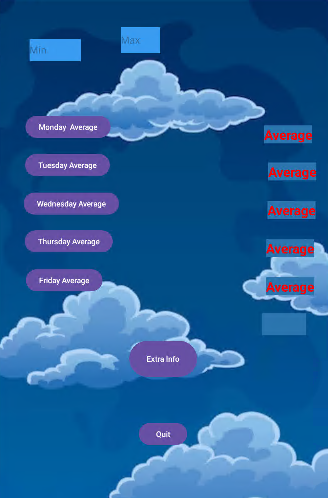 Min
Max
Monday Average
Average
Tuesday Average
Average
Wednesday Average
Average
Thursday Average
Average
Friday Average
Average
Extra Info
Quit